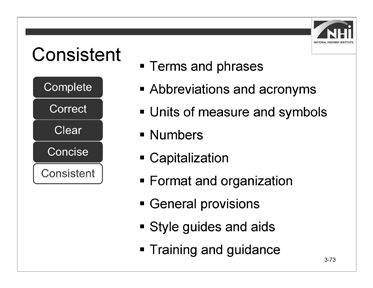 NHI
NATIONAL HIGHWAY INSTITUTE
Consistent
Complete
Correct
Clear
Concise
Consistent
▪ Terms and phrases
▪ Abbreviations and acronyms
▪ Units of measure and symbols
▪ Numbers
▪ Capitalization
▪ Format and organization
▪ General provisions
▪ Style guides and aids
▪ Training and guidance
3-73